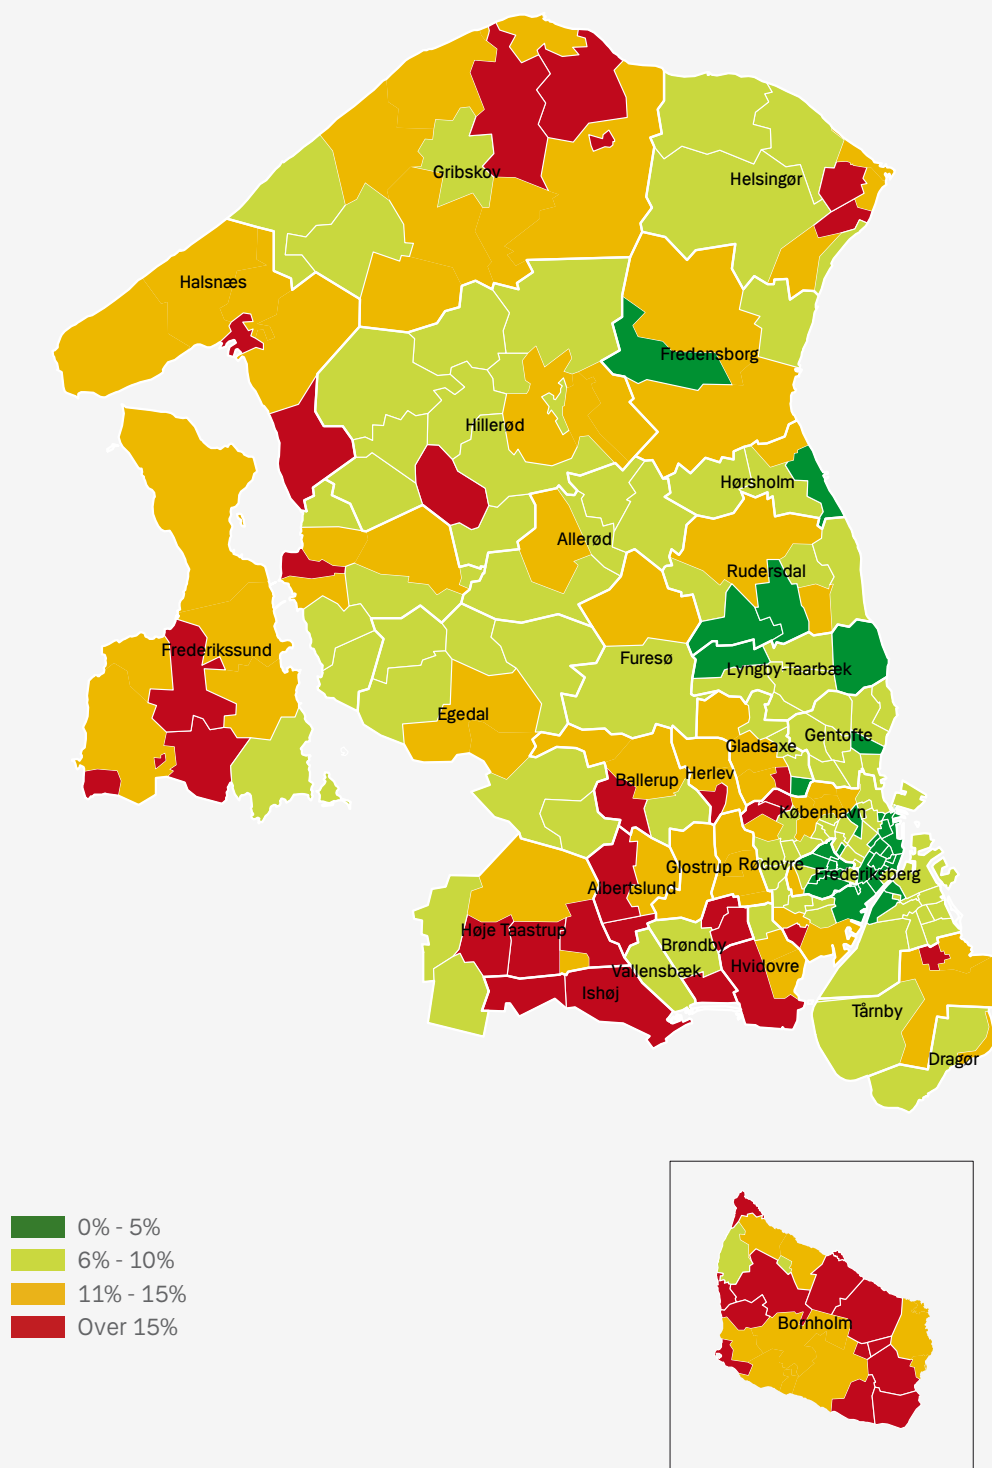 Gribskov
Helsingør
Halsnæs
Fredensborg
Hillerød
Hørsholm
Allerød
Rudersdal
Frederikssund
Furesø
Lyngby-Taarbæk
Egedal
Gentofte
Gladsaxe
Herlev
Ballerup
København
Glostrup
Rødovre
Frederiksberg
Albertslund
Høje Taastrup
Brøndby
Vallensbæk
Hvidovre
Ishøj
Tårnby
Dragør
0% - 5%
6% - 10%
11% - 15%
Over 15%
Bornholm